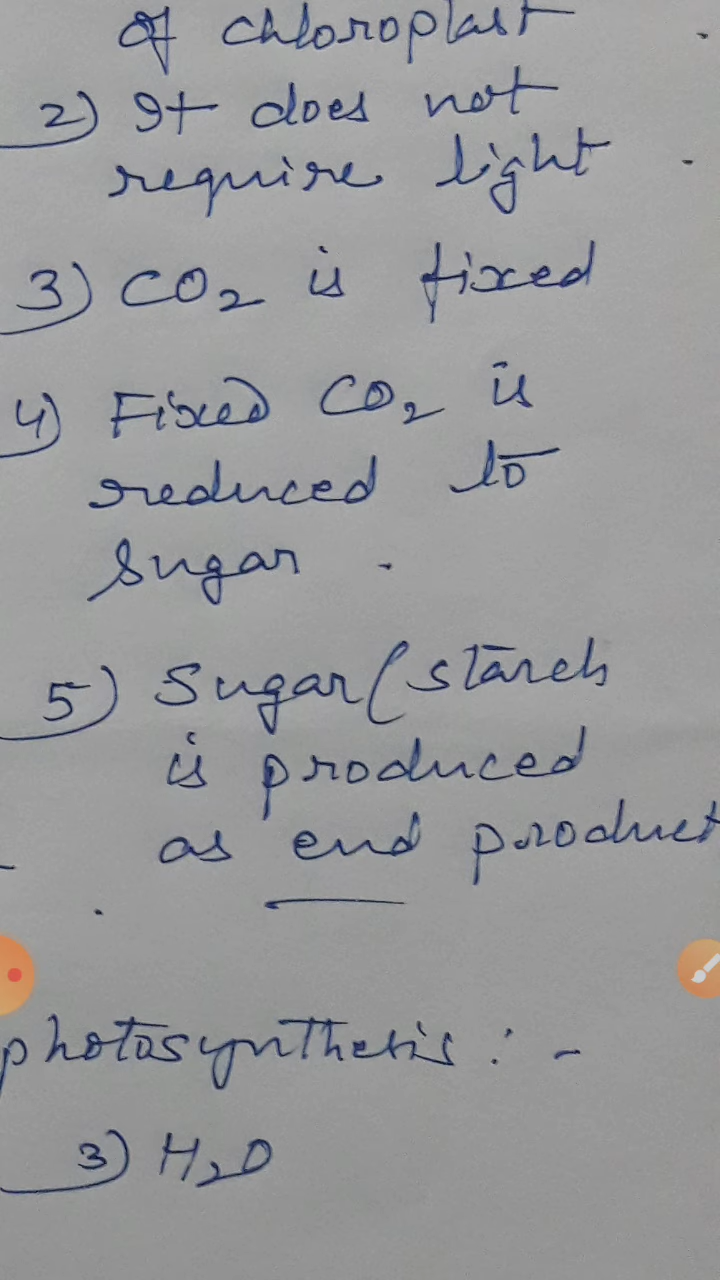 of chloroplast .
2) It does not
require light .
3) CO2 is fixed
4) Fixed CO2 is
reduced to
sugar .
5) Sugar (starch
is produced
as end product
.
photosynthesis : -
3) H2O